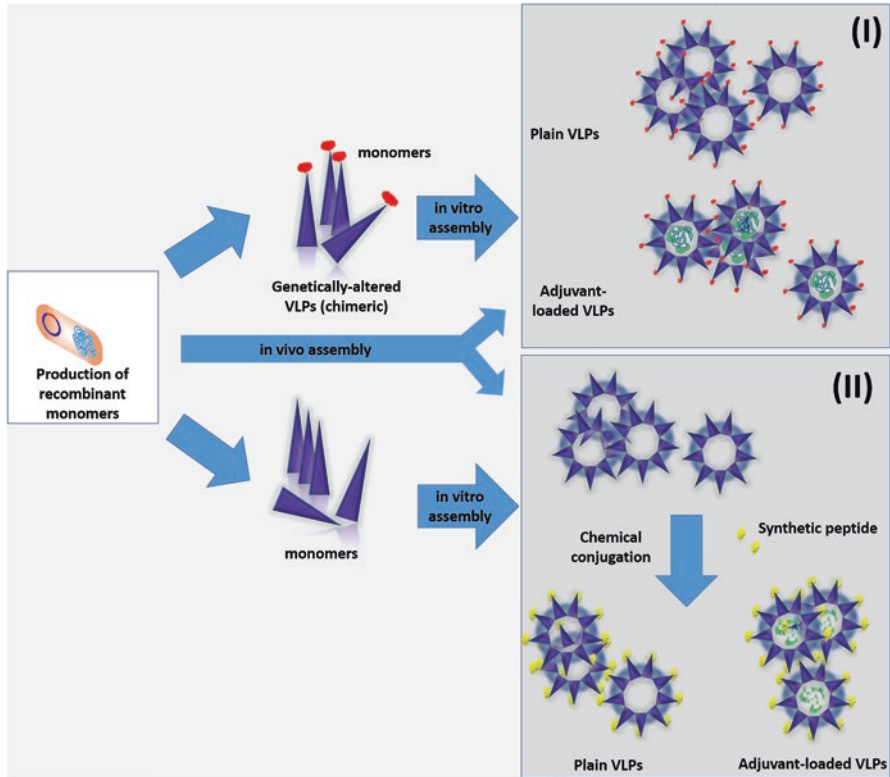 (I)
monomers
Plain VLPs
in vitro
assembly
Genetically-altered
VLPs (chimeric)
Adjuvant-
loaded VLPs
in vivo assembly
Production of
recombinant
monomers
(II)
in vitro
assembly
monomers
Chemical
conjugation
Synthetic peptide
Plain VLPs
Adjuvant-loaded VLPs